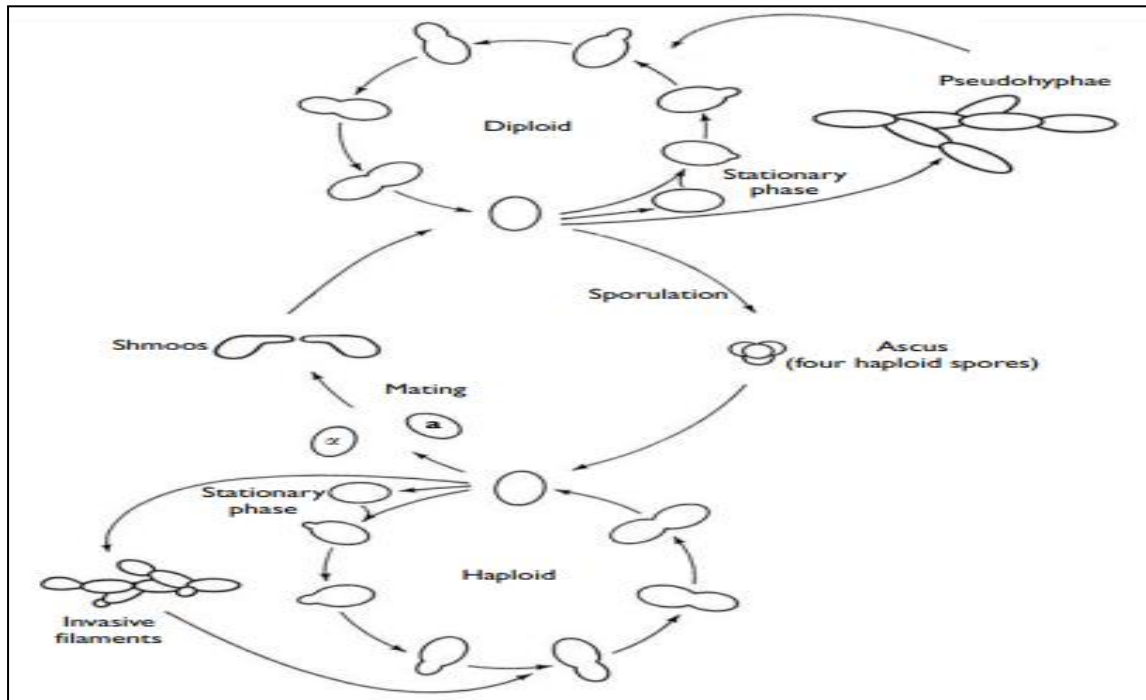 Pseudohyphae
Diploid
Stationary
phase
Sporulation
Shmoos
Ascus
(four haploid spores)
Mating
a
α
Stationary
phase
Haploid
Invasive
filaments